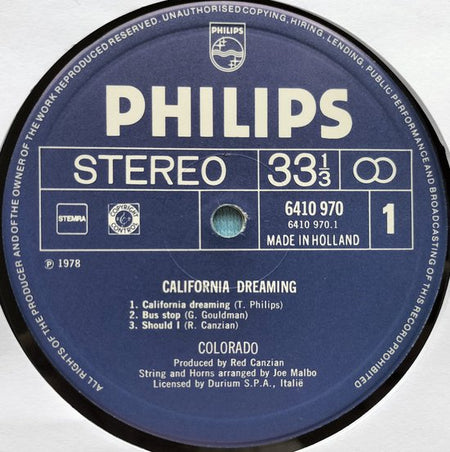 ALL RIGHTS OF THE PRODUCER AND OF THE OWNER OF THE WORK REPRODUCED RESERVED. UNAUTHORISED COPYING, HIRING, LENDING, PUBLIC PERFORMANCE AND BROADCASTING OF THIS RECORD PROHIBITED
PHILIPS
PHILIPS
STEREO 33⅓
STEMRA COPYRIGHT CONTROL 6410 970 1
6410 970.1
MADE IN HOLLAND
℗ 1978
CALIFORNIA DREAMING
1. California dreaming (T. Philips)
2. Bus stop (G. Gouldman)
3. Should I (R. Canzian)
COLORADO
Produced by Red Canzian
String and Horns arranged by Joe Malbo
Licensed by Durium S.P.A., Italië